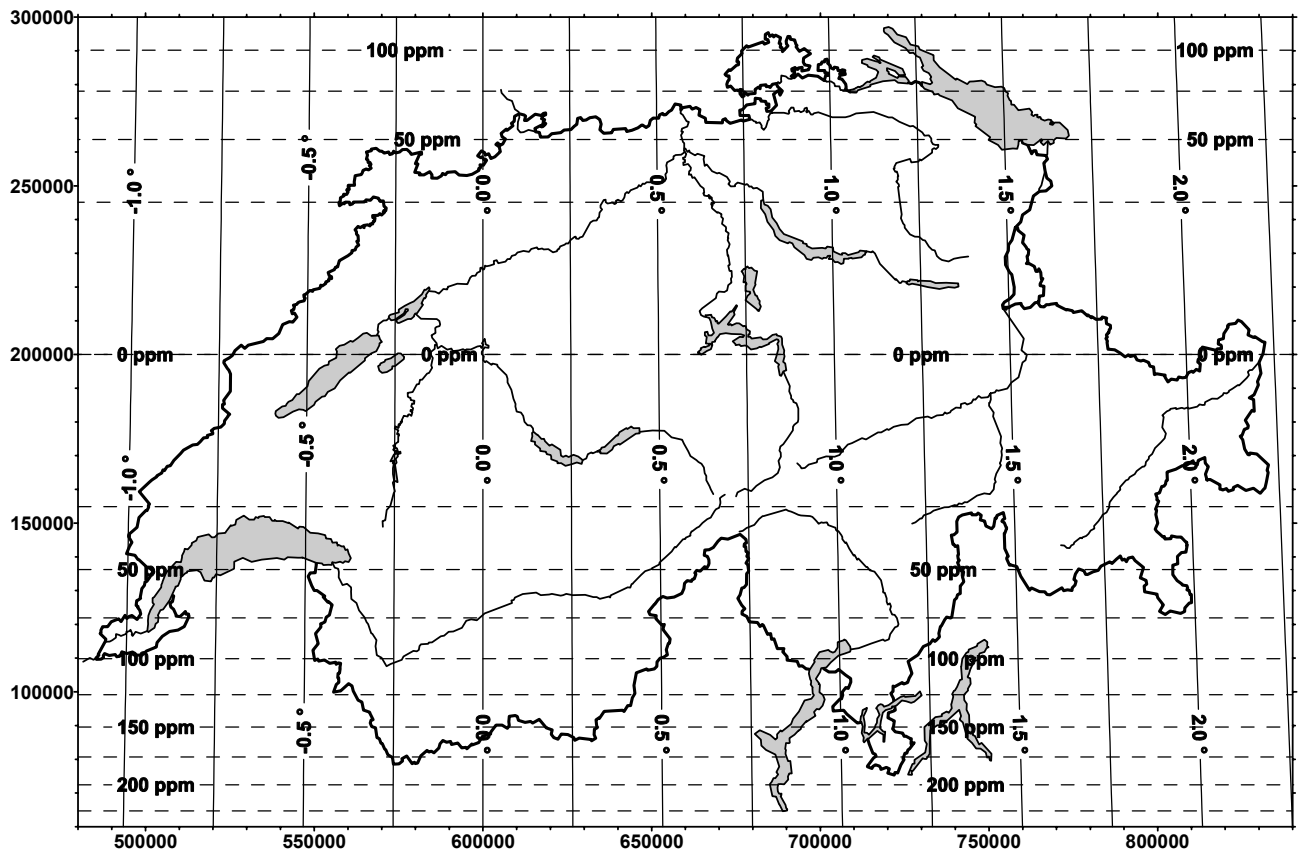 300000
100 ppm 100 ppm
50 ppm 50 ppm
-0.5 °
250000
-1.0 ° 0.0 ° 0.5 ° 1.0 ° 1.5 ° 2.0 °
200000
0 ppm 0 ppm 0 ppm 0 ppm
-1.0 ° -0.5 ° 0.0 ° 0.5 ° 1.0 ° 1.5 ° 2.0 °
150000
50 ppm 50 ppm
100 ppm 100 ppm
100000
150 ppm 150 ppm
-0.5 ° 0.0 ° 0.5 ° 1.0 ° 1.5 ° 2.0 °
200 ppm 200 ppm
500000 550000 600000 650000 700000 750000 800000